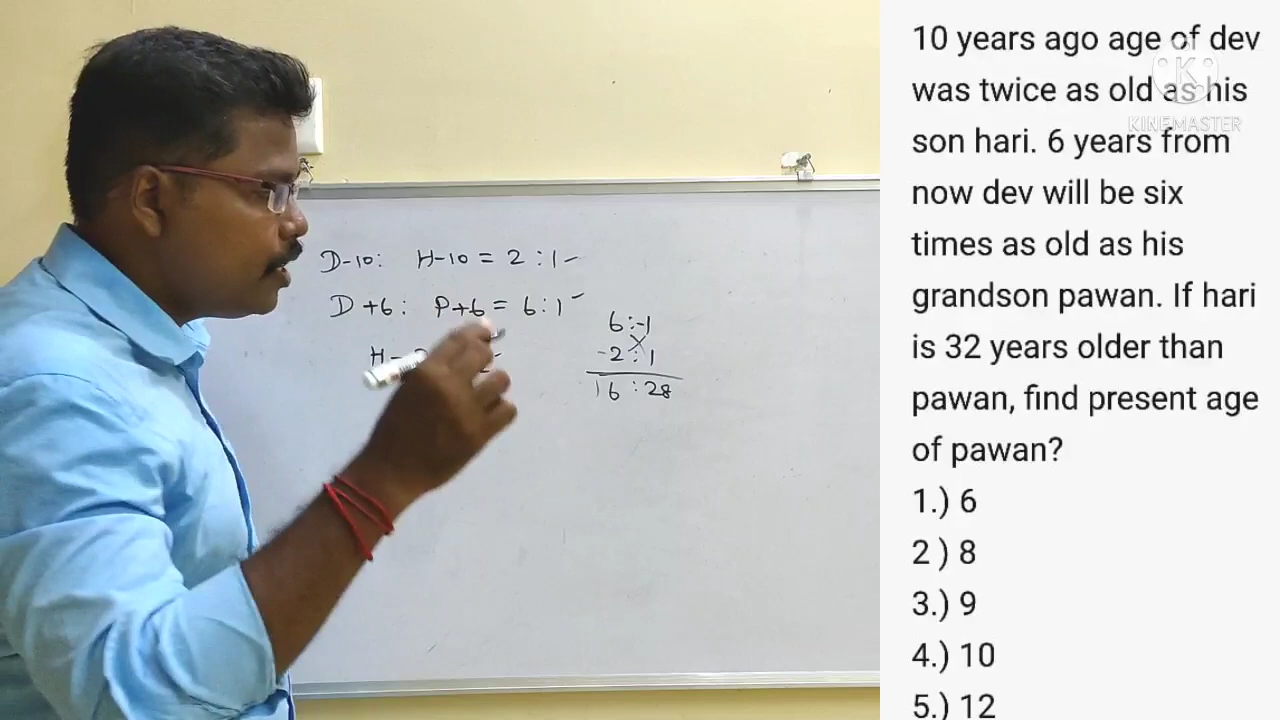 10 years ago age of dev
was twice as old as his
son hari. 6 years from
now dev will be six
times as old as his
grandson pawan. If hari
is 32 years older than
pawan, find present age
of pawan?
1.) 6
2 ) 8
3.) 9
4.) 10
5.) 12
KINEMASTER
D-10: H-10 = 2:1
D+6: P+6 = 6:1
H-
6:-1
-2:1
16:28